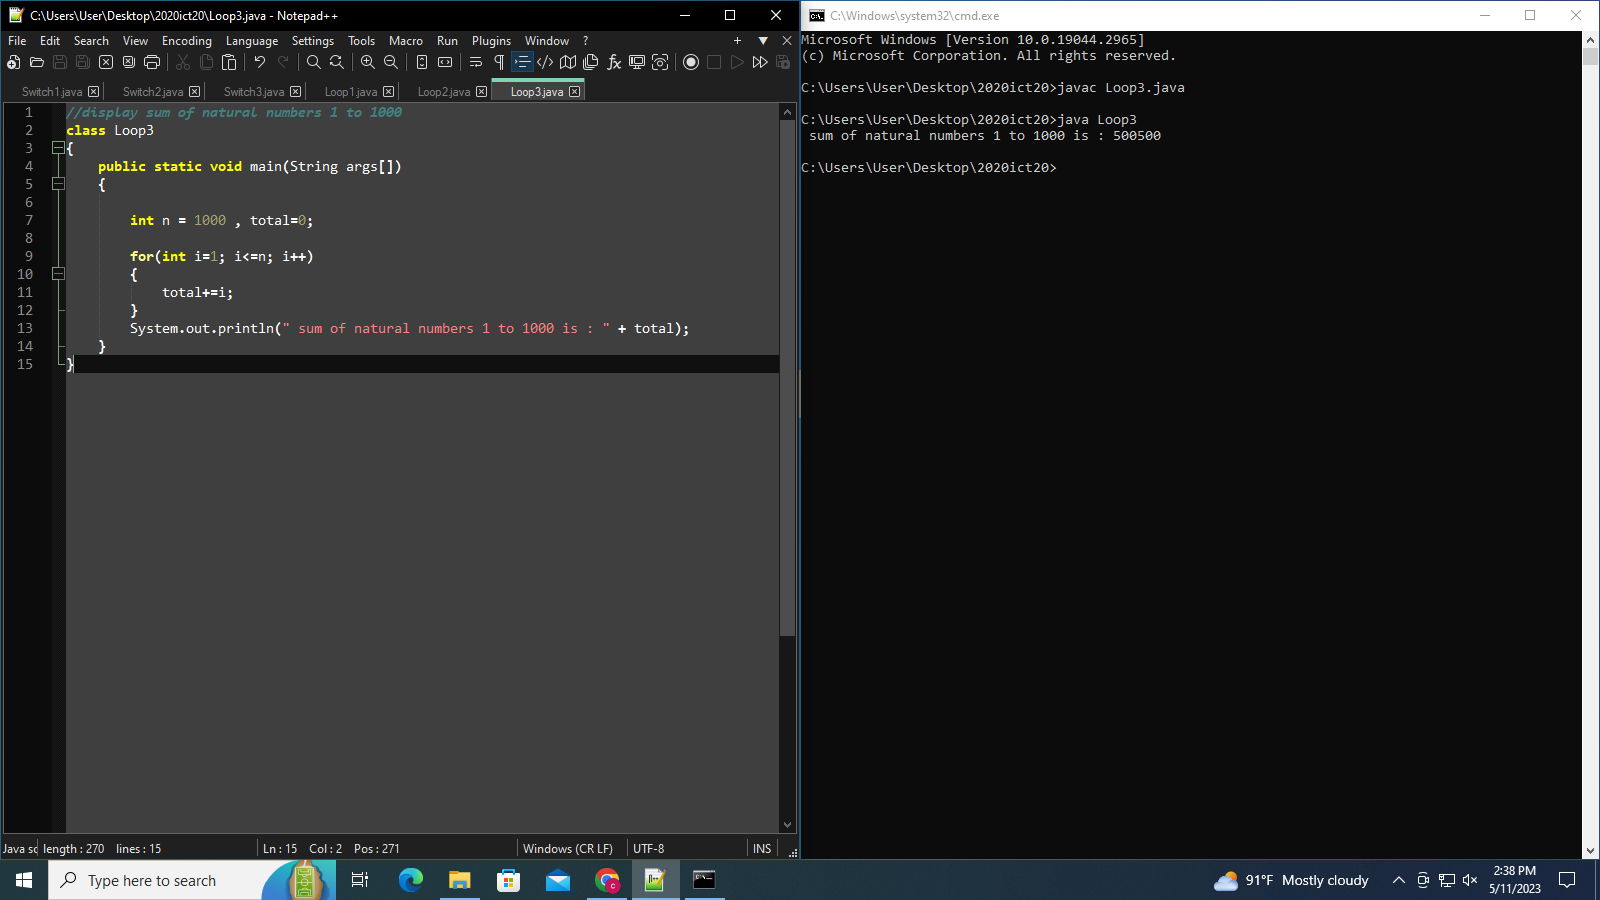 C:\Users\User\Desktop\2020ict20\Loop3.java - Notepad++
File Edit Search View Encoding Language Settings Tools Macro Run Plugins Window ?
Switch1.java Switch2.java Switch3.java Loop1.java Loop2.java Loop3.java
1 //display sum of natural numbers 1 to 1000
2 class Loop3
3 {
4 public static void main(String args[])
5 {
6
7 int n = 1000 , total=0;
8
9 for(int i=1; i<=n; i++)
10 {
11 total+=i;
12 }
13 System.out.println(" sum of natural numbers 1 to 1000 is : " + total);
14 }
15 }
Java sc length : 270 lines : 15 Ln : 15 Col : 2 Pos : 271 Windows (CR LF) UTF-8 INS
C:\Windows\system32\cmd.exe
Microsoft Windows [Version 10.0.19044.2965]
(c) Microsoft Corporation. All rights reserved.
C:\Users\User\Desktop\2020ict20>javac Loop3.java
C:\Users\User\Desktop\2020ict20>java Loop3
sum of natural numbers 1 to 1000 is : 500500
C:\Users\User\Desktop\2020ict20>
Type here to search
91°F Mostly cloudy
2:38 PM
5/11/2023